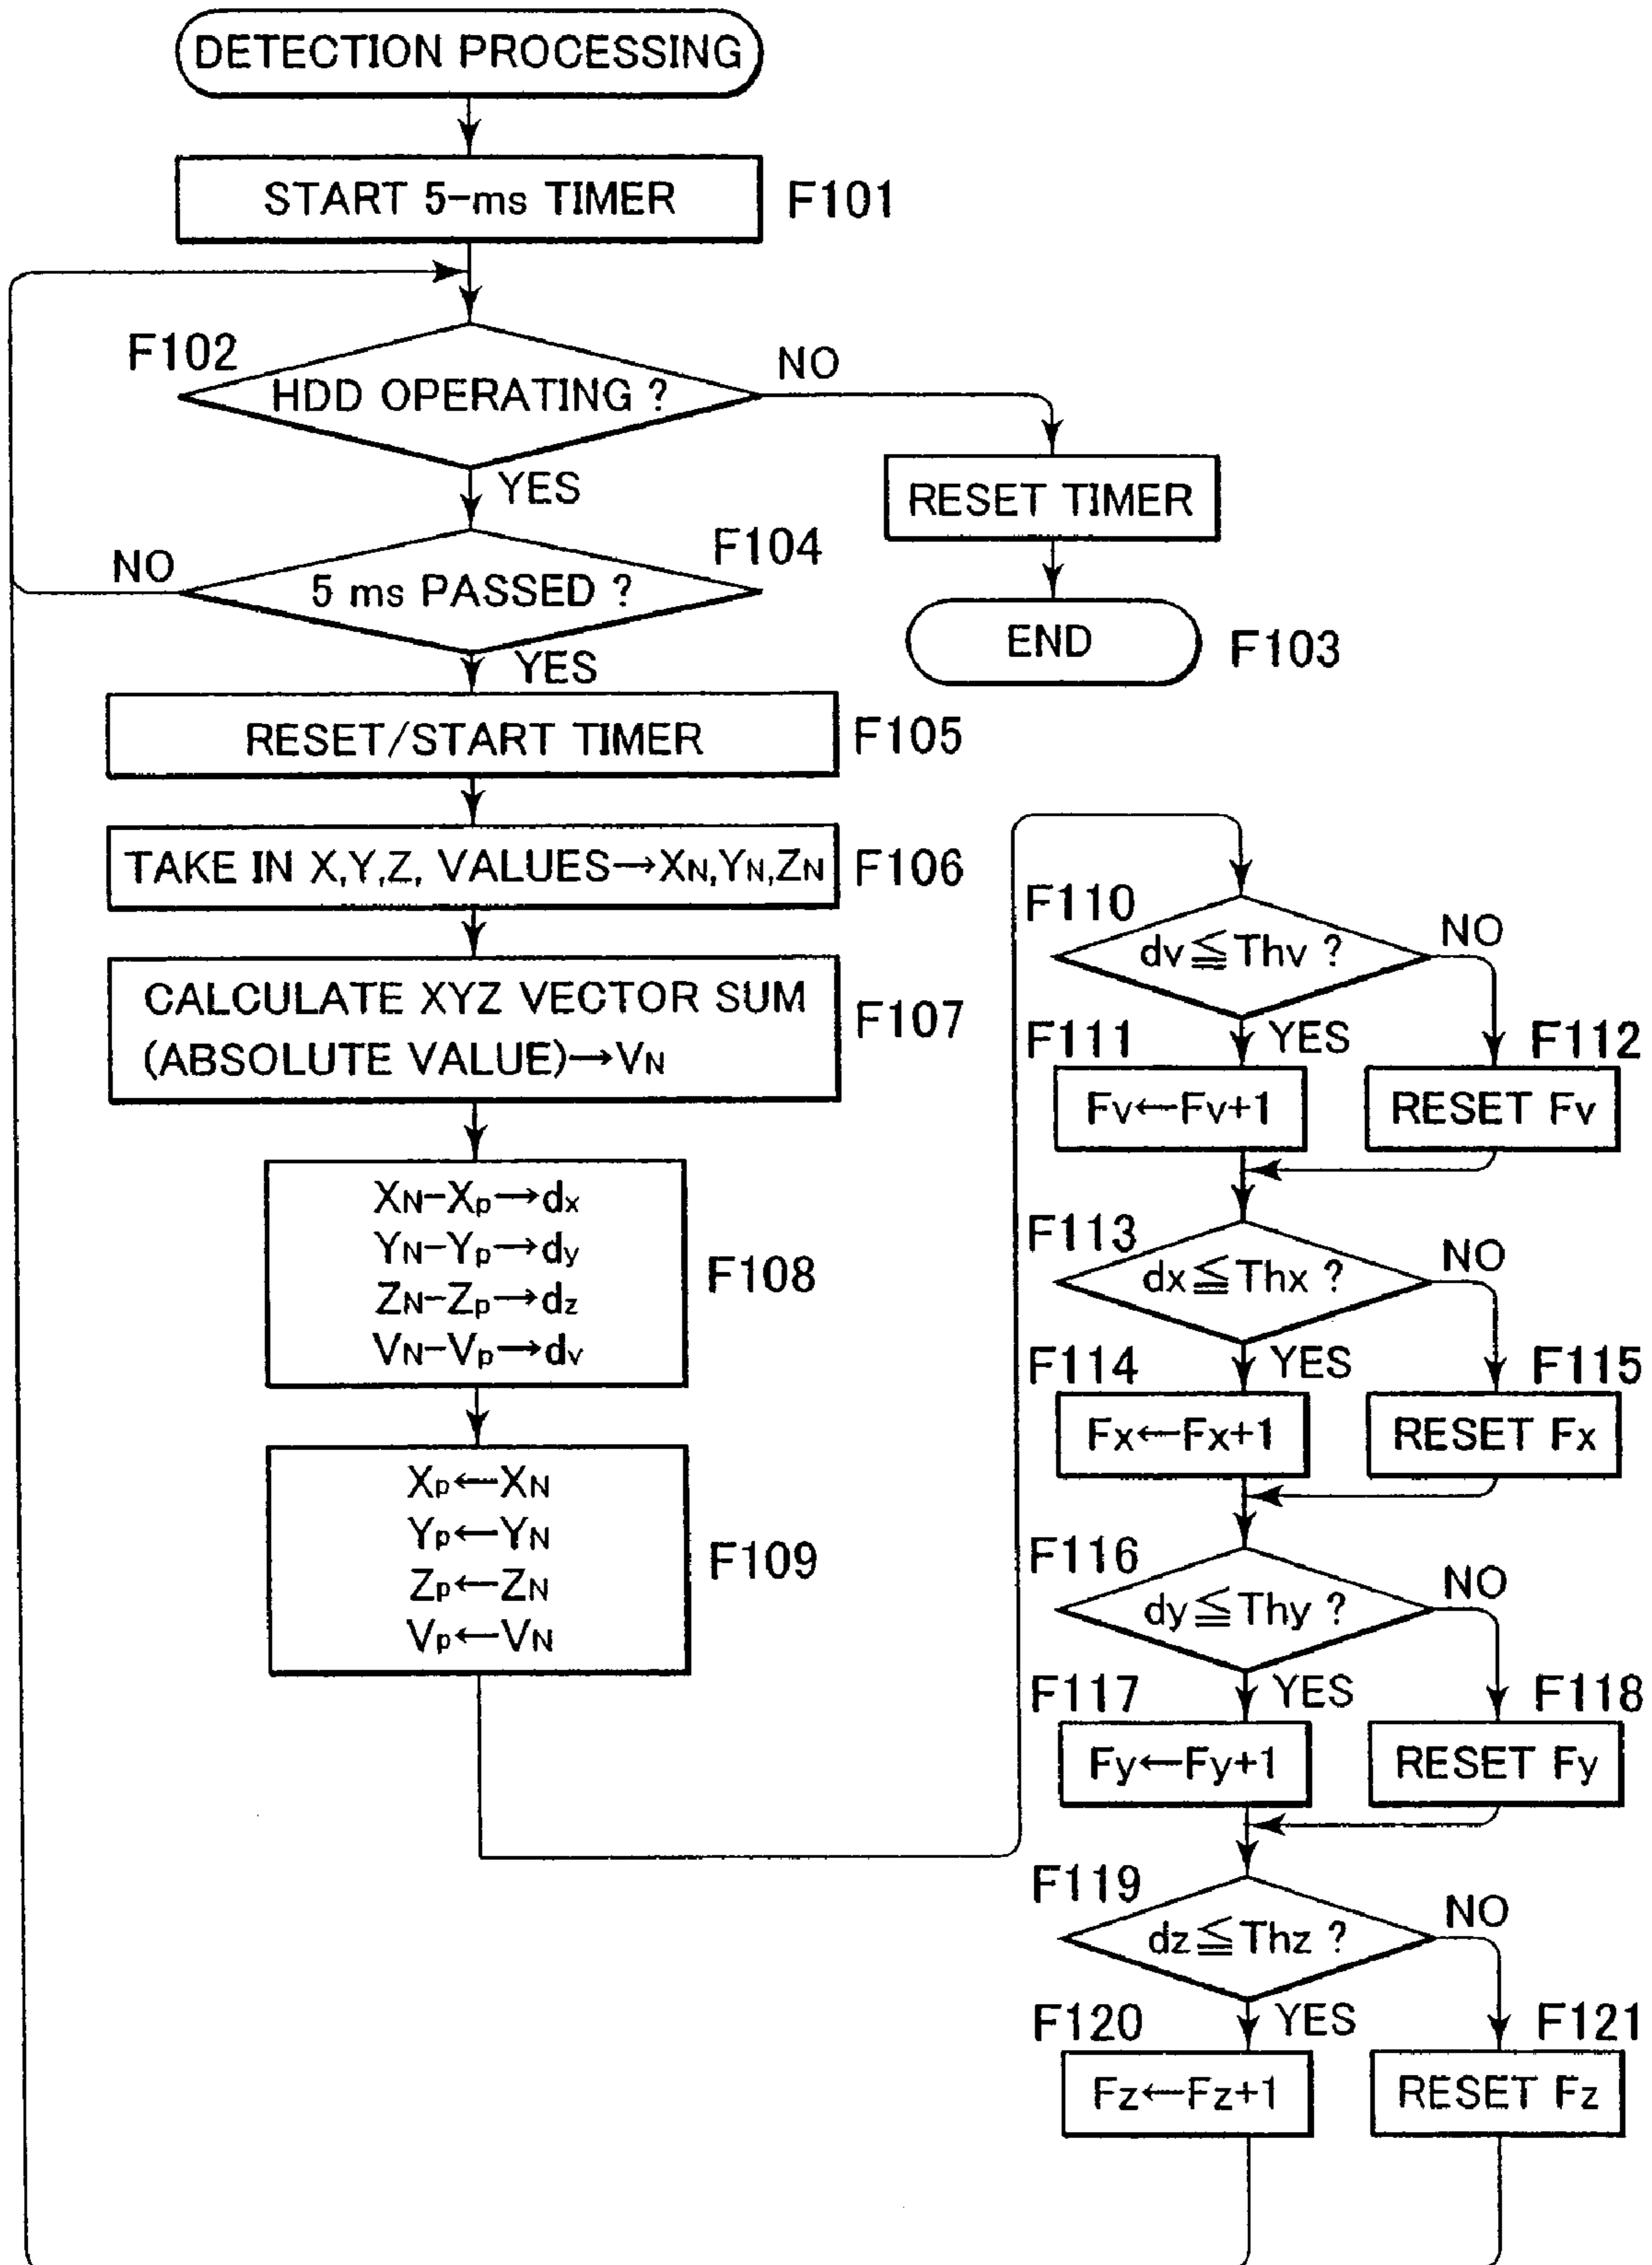 DETECTION PROCESSING
START 5-ms TIMER
F101
F102
HDD OPERATING ?
NO
YES
RESET TIMER
F104
NO
5 ms PASSED ?
YES
END
F103
RESET/START TIMER
F105
TAKE IN X,Y,Z, VALUES→XN,YN,ZN
F106
CALCULATE XYZ VECTOR SUM
(ABSOLUTE VALUE)→VN
F107
XN-Xp→dx
YN-Yp→dy
ZN-Zp→dz
VN-Vp→dv
F108
Xp←XN
Yp←YN
Zp←ZN
Vp←VN
F109
F110
dv≦Thv ?
NO
YES
F111
Fv←Fv+1
F112
RESET Fv
F113
dx≦Thx ?
NO
YES
F114
Fx←Fx+1
F115
RESET Fx
F116
dy≦Thy ?
NO
YES
F117
Fy←Fy+1
F118
RESET Fy
F119
dz≦Thz ?
NO
YES
F120
Fz←Fz+1
F121
RESET Fz